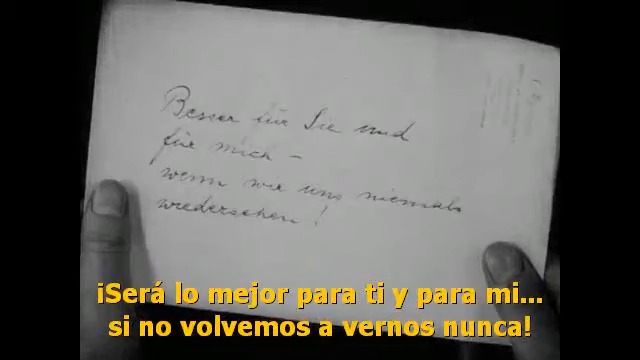 Besser für Sie und
für mich –
wenn wir uns niemals
wiedersehen!
¡Será lo mejor para ti y para mi...
si no volvemos a vernos nunca!